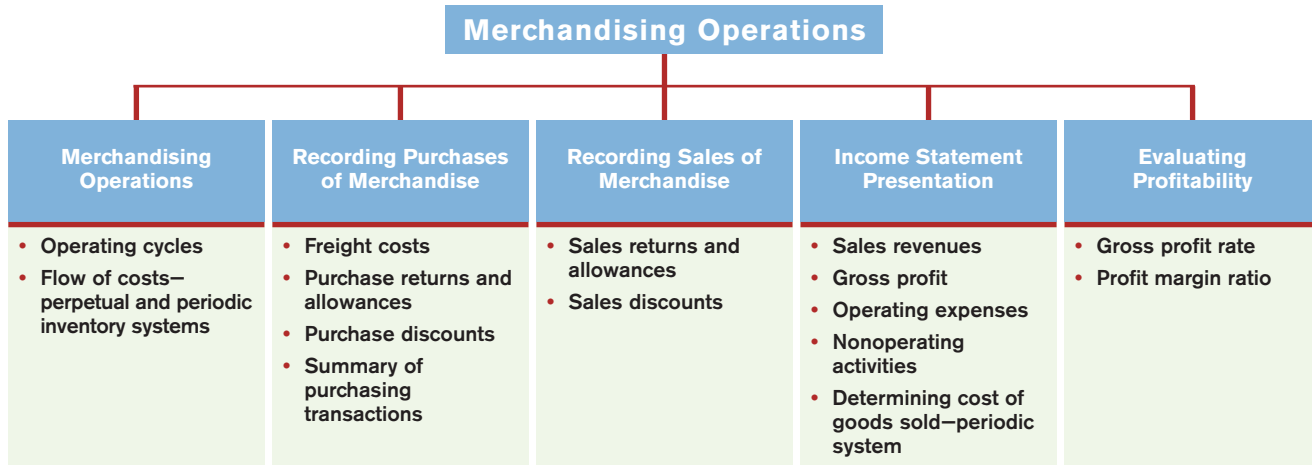 Merchandising Operations
Merchandising
Operations
• Operating cycles
• Flow of costs—
perpetual and periodic
inventory systems
Recording Purchases
of Merchandise
• Freight costs
• Purchase returns and
allowances
• Purchase discounts
• Summary of
purchasing
transactions
Recording Sales of
Merchandise
• Sales returns and
allowances
• Sales discounts
Income Statement
Presentation
• Sales revenues
• Gross profit
• Operating expenses
• Nonoperating
activities
• Determining cost of
goods sold—periodic
system
Evaluating
Profitability
• Gross profit rate
• Profit margin ratio